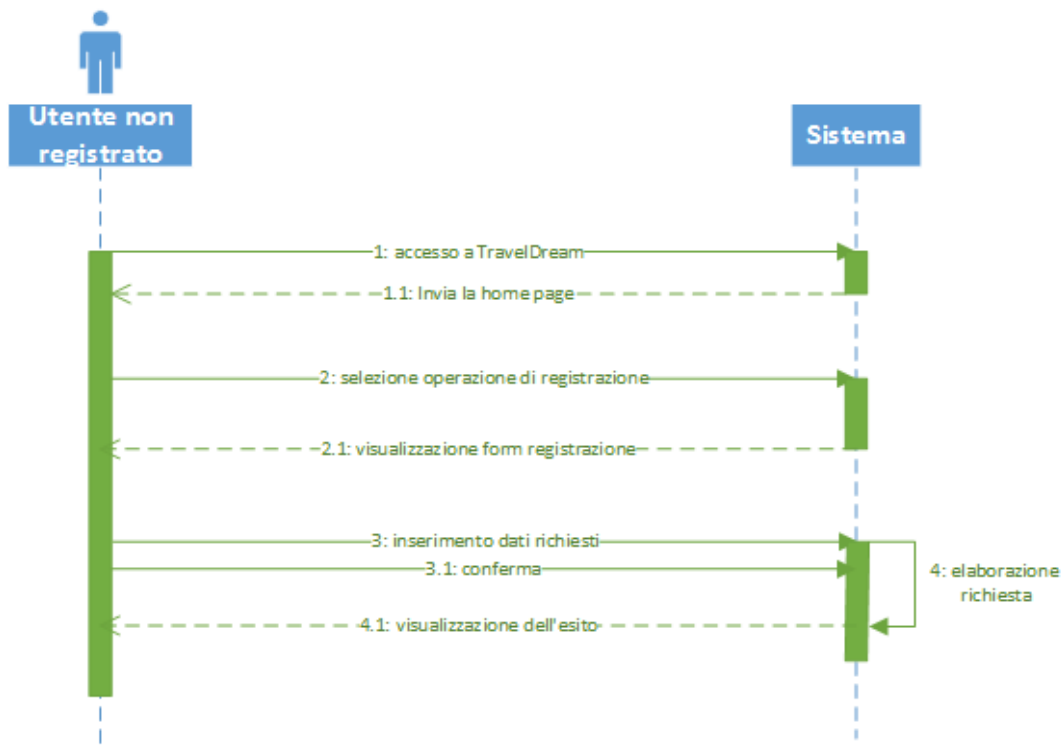 Utente non
registrato
Sistema
1: accesso a TravelDream
1.1: Invia la home page
2: selezione operazione di registrazione
2.1: visualizzazione form registrazione
3: inserimento dati richiesti
3.1: conferma
4: elaborazione
richiesta
4.1: visualizzazione dell'esito